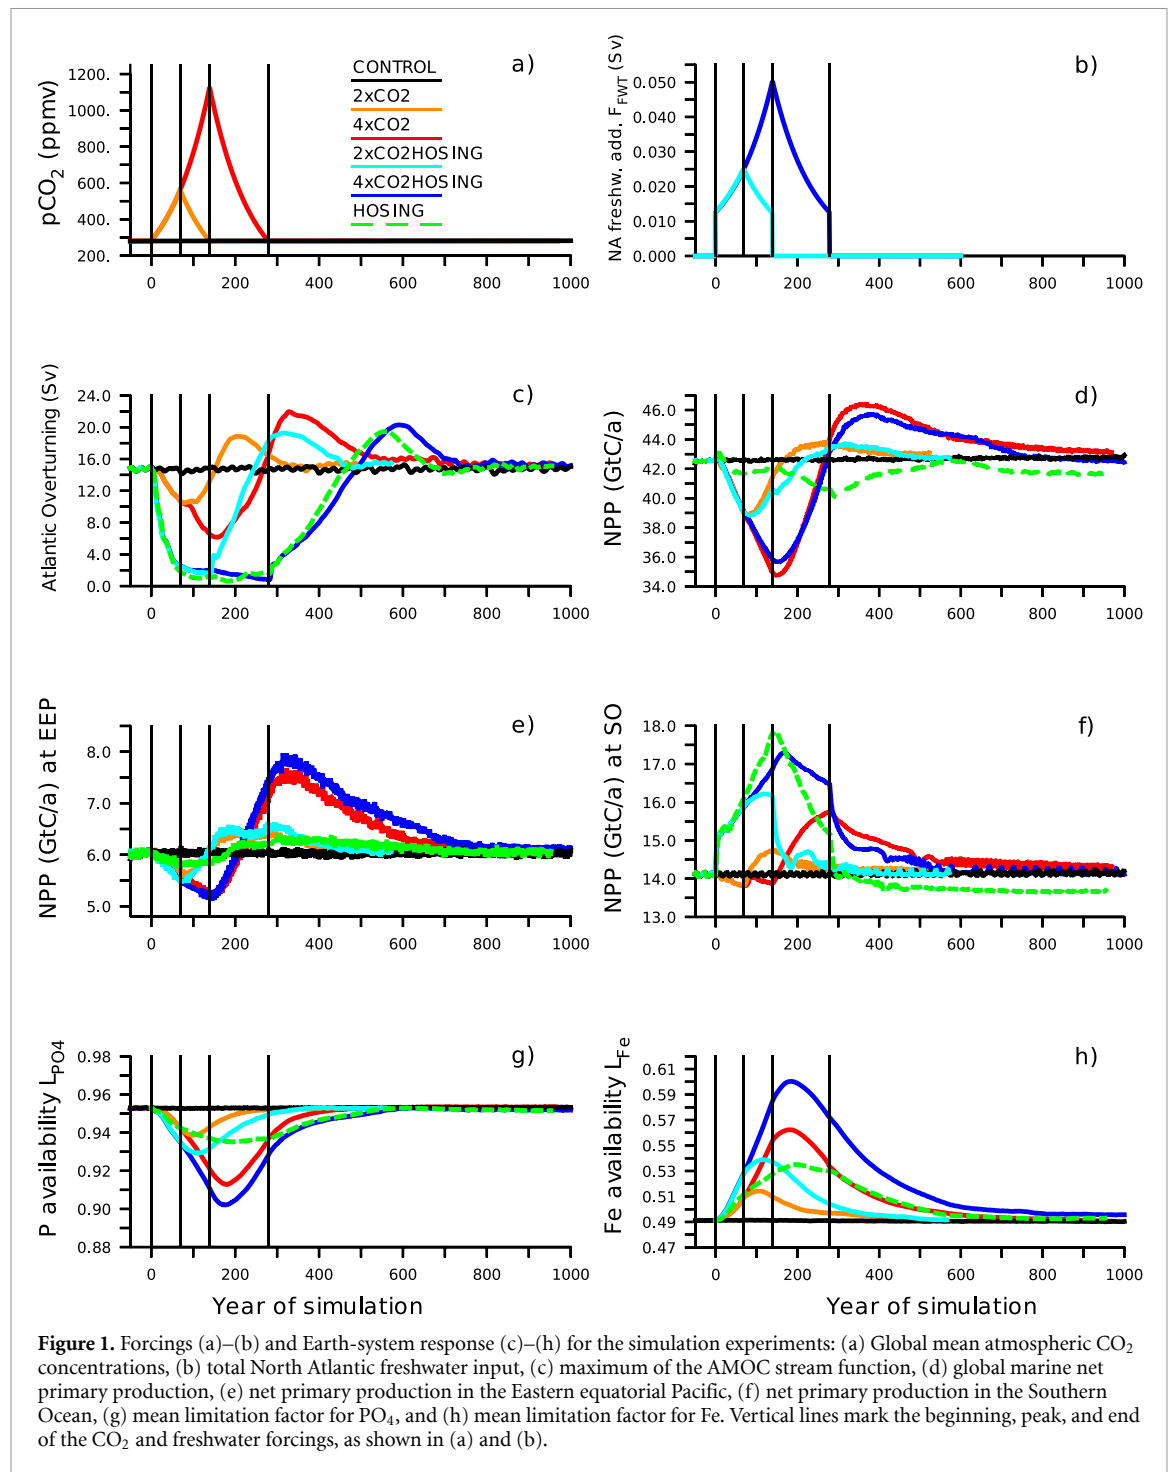 a)
CONTROL
2xCO2
4xCO2
2xCO2HOSING
4xCO2HOSING
HOSING
pCO2 (ppmv)
1200.
1000.
800.
600.
400.
200.
0 200 400 600 800 1000
b)
NA freshw. add. FFWT (Sv)
0.050
0.040
0.030
0.020
0.010
0.000
0 200 400 600 800 1000
c)
Atlantic Overturning (Sv)
24.0
20.0
16.0
12.0
8.0
4.0
0.0
0 200 400 600 800 1000
d)
NPP (GtC/a)
46.0
44.0
42.0
40.0
38.0
36.0
34.0
0 200 400 600 800 1000
e)
NPP (GtC/a) at EEP
8.0
7.0
6.0
5.0
0 200 400 600 800 1000
f)
NPP (GtC/a) at SO
18.0
17.0
16.0
15.0
14.0
13.0
0 200 400 600 800 1000
g)
P availability LPO4
0.98
0.96
0.94
0.92
0.90
0.88
0 200 400 600 800 1000
Year of simulation
h)
Fe availability LFe
0.61
0.59
0.57
0.55
0.53
0.51
0.49
0.47
0 200 400 600 800 1000
Year of simulation
Figure 1. Forcings (a)–(b) and Earth-system response (c)–(h) for the simulation experiments: (a) Global mean atmospheric CO2
concentrations, (b) total North Atlantic freshwater input, (c) maximum of the AMOC stream function, (d) global marine net
primary production, (e) net primary production in the Eastern equatorial Pacific, (f) net primary production in the Southern
Ocean, (g) mean limitation factor for PO4, and (h) mean limitation factor for Fe. Vertical lines mark the beginning, peak, and end
of the CO2 and freshwater forcings, as shown in (a) and (b).